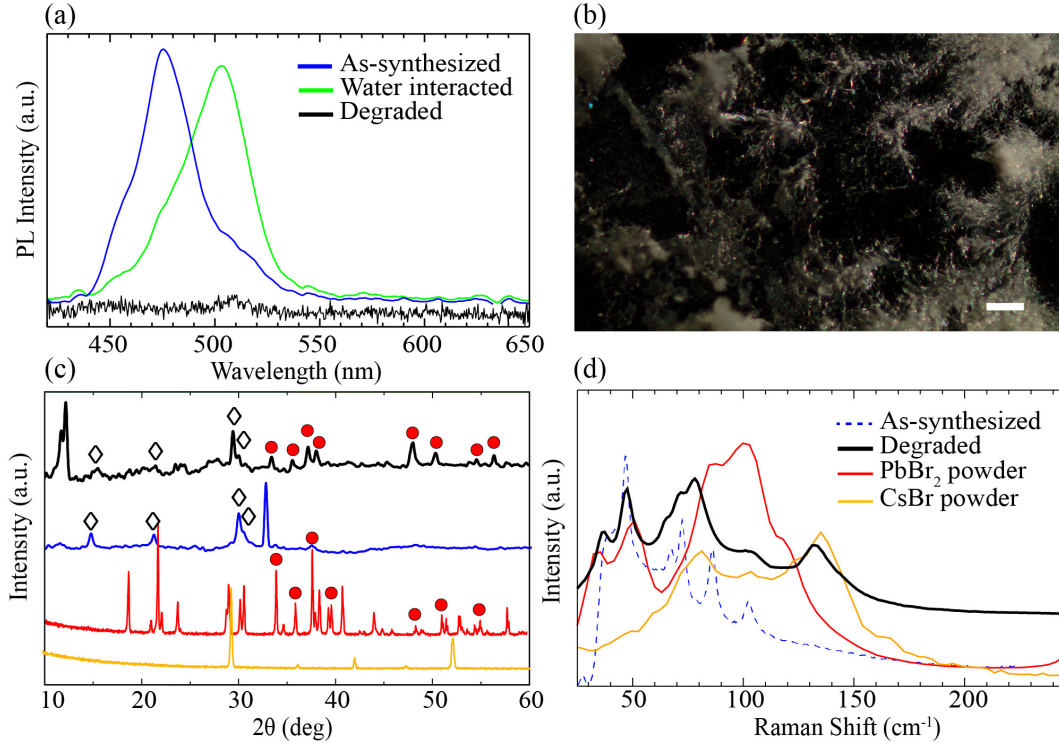 (a)
PL Intensity (a.u.)
As-synthesized
Water interacted
Degraded
450 500 550 600 650
Wavelength (nm)
(b)
(c)
Intensity (a.u.)
10 20 30 40 50 60
2θ (deg)
(d)
Intensity (a.u.)
As-synthesized
Degraded
PbBr₂ powder
CsBr powder
50 100 150 200
Raman Shift (cm⁻¹)